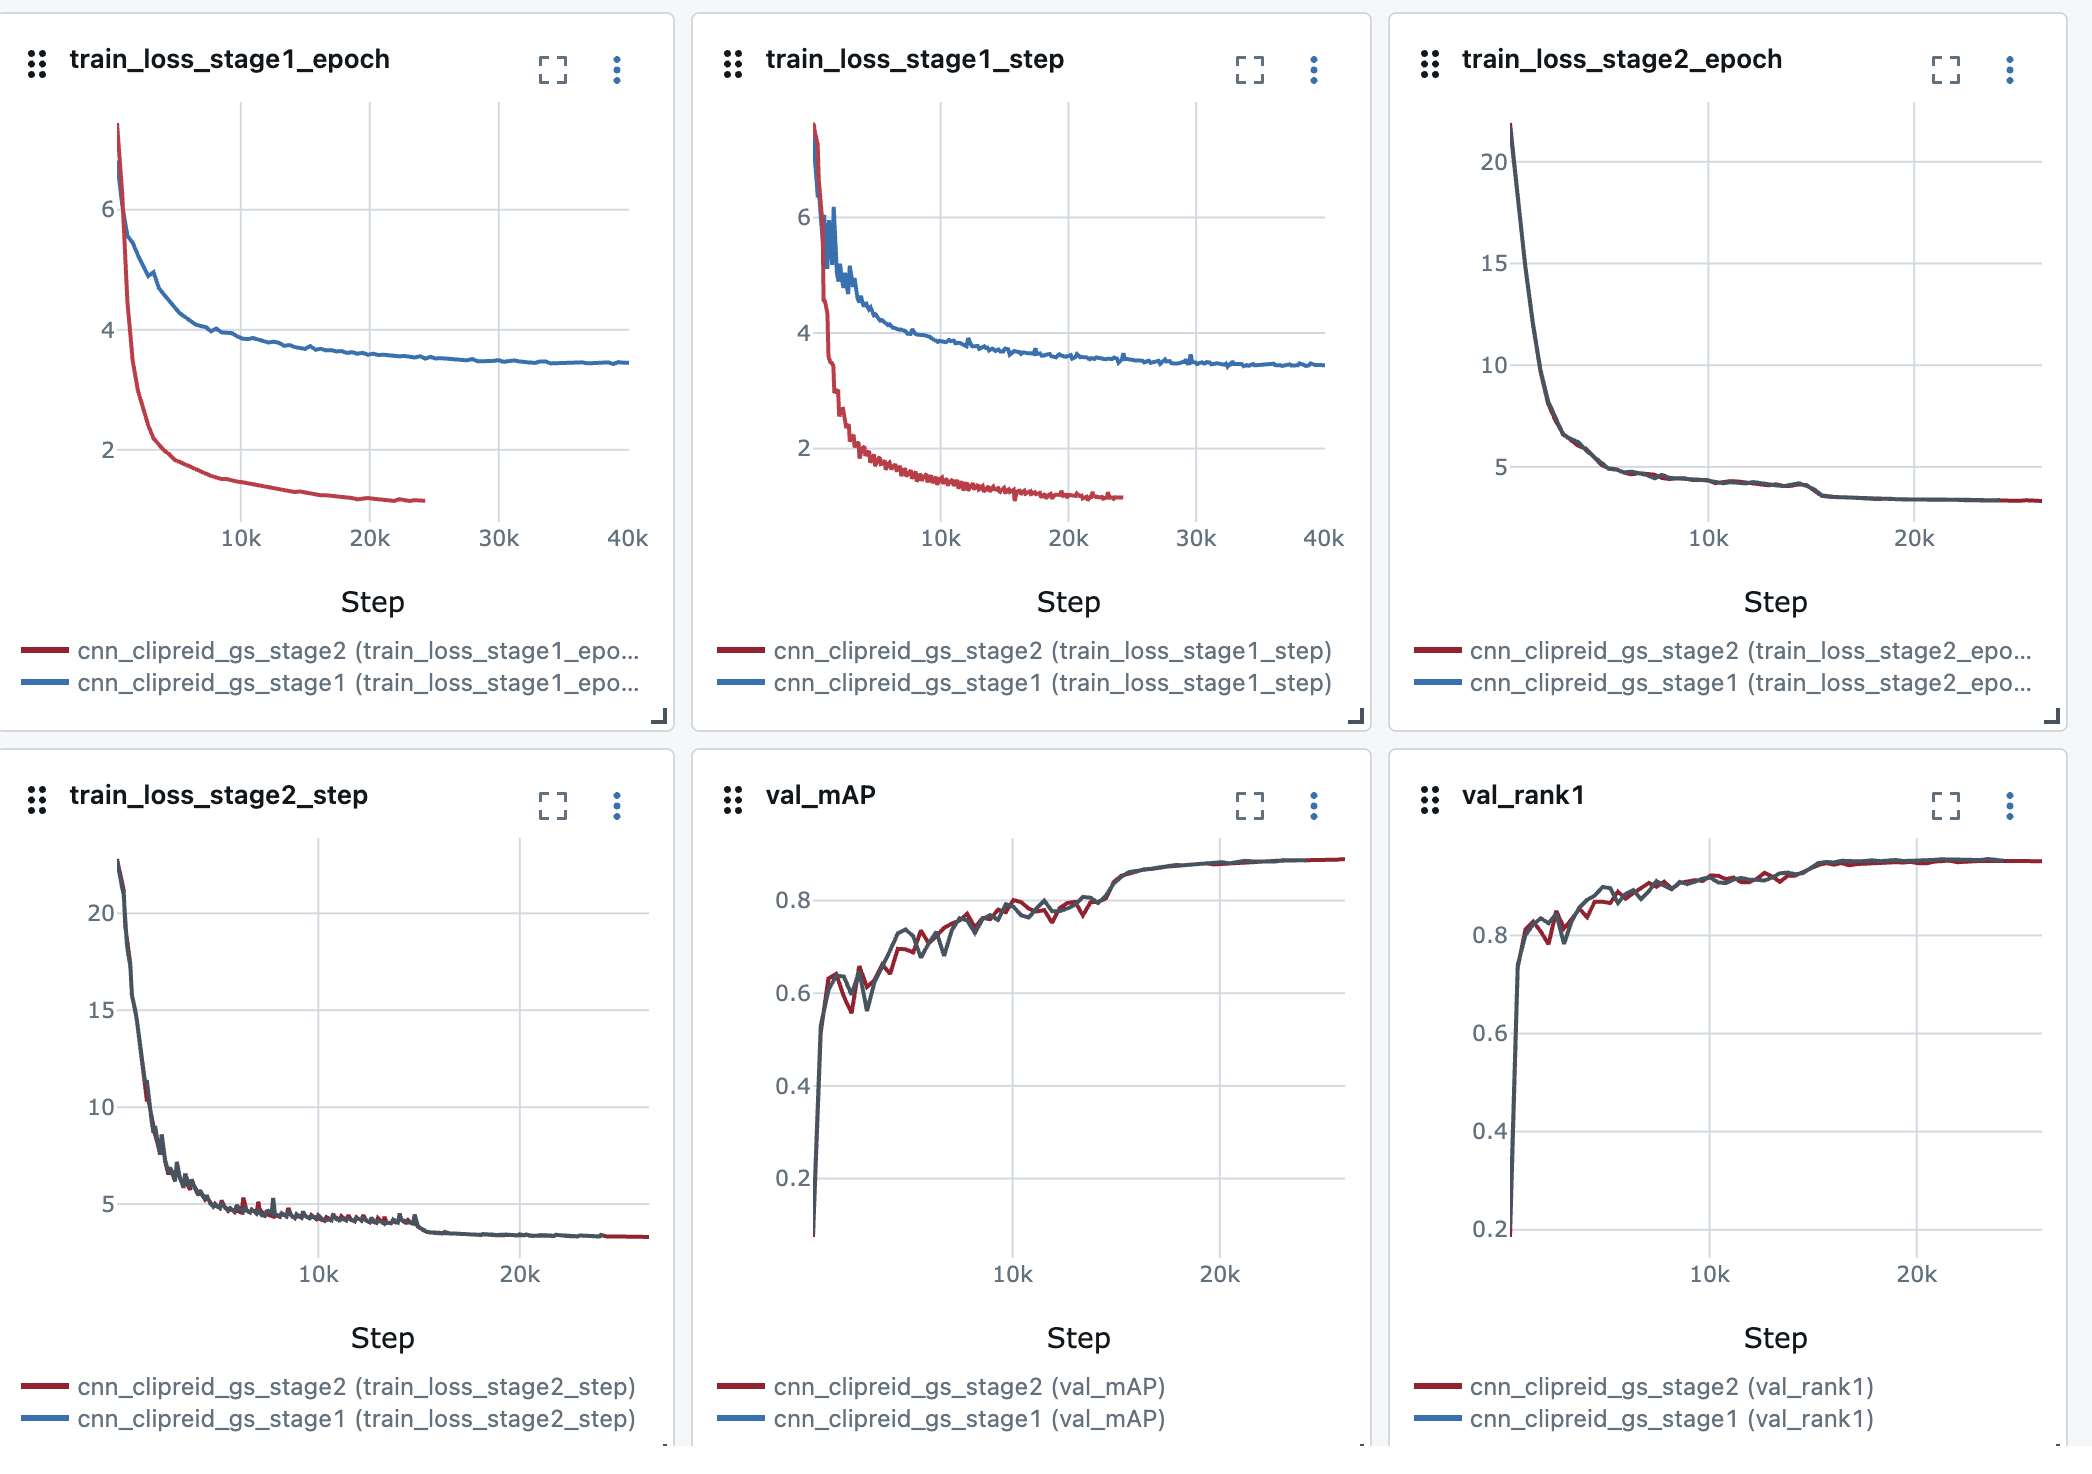 train_loss_stage1_epoch
6
4
2
10k 20k 30k 40k
Step
cnn_clipreid_gs_stage2 (train_loss_stage1_epo...
cnn_clipreid_gs_stage1 (train_loss_stage1_epo...
train_loss_stage1_step
6
4
2
10k 20k 30k 40k
Step
cnn_clipreid_gs_stage2 (train_loss_stage1_step)
cnn_clipreid_gs_stage1 (train_loss_stage1_step)
train_loss_stage2_epoch
20
15
10
5
10k 20k
Step
cnn_clipreid_gs_stage2 (train_loss_stage2_epo...
cnn_clipreid_gs_stage1 (train_loss_stage2_epo...
train_loss_stage2_step
20
15
10
5
10k 20k
Step
cnn_clipreid_gs_stage2 (train_loss_stage2_step)
cnn_clipreid_gs_stage1 (train_loss_stage2_step)
val_mAP
0.8
0.6
0.4
0.2
10k 20k
Step
cnn_clipreid_gs_stage2 (val_mAP)
cnn_clipreid_gs_stage1 (val_mAP)
val_rank1
0.8
0.6
0.4
0.2
10k 20k
Step
cnn_clipreid_gs_stage2 (val_rank1)
cnn_clipreid_gs_stage1 (val_rank1)